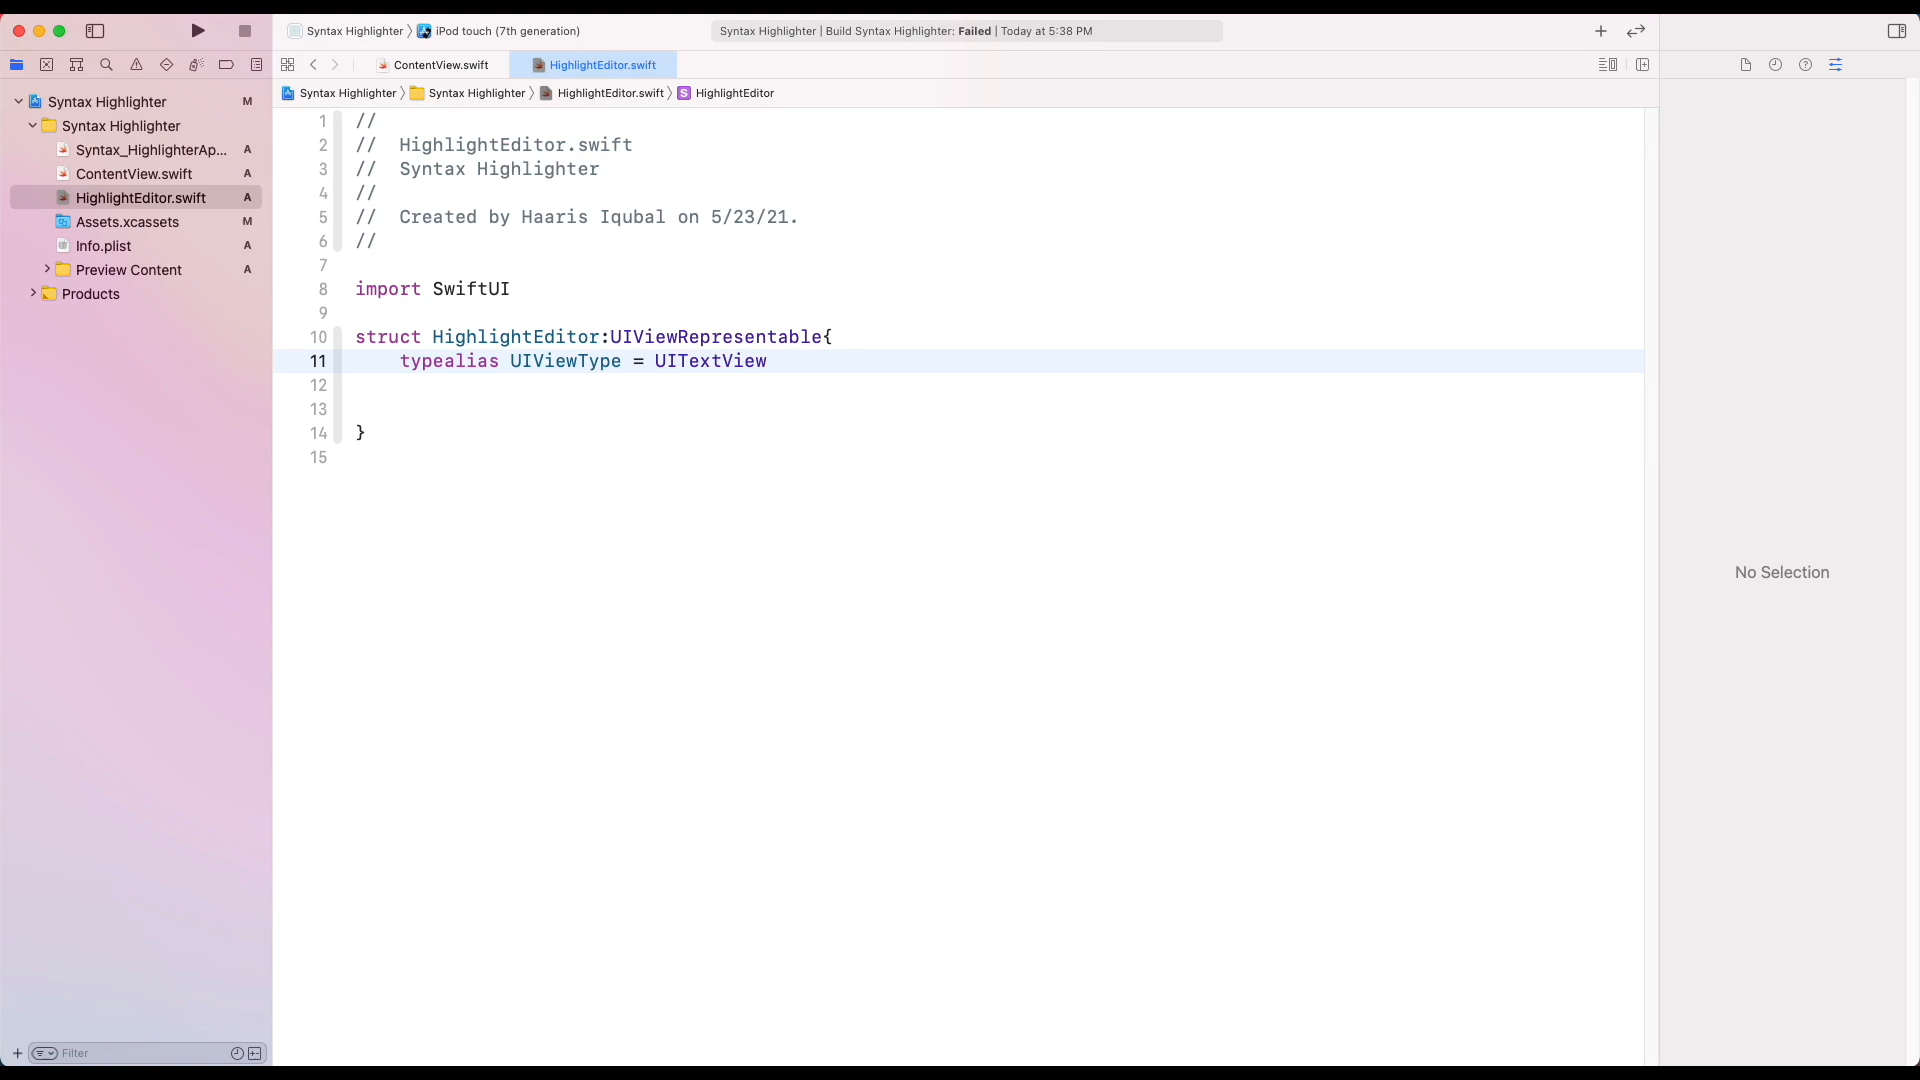 Syntax Highlighter 〉 iPod touch (7th generation)
Syntax Highlighter | Build Syntax Highlighter: Failed | Today at 5:38 PM
ContentView.swift
HighlightEditor.swift
Syntax Highlighter 〉 Syntax Highlighter 〉 HighlightEditor.swift 〉 S HighlightEditor
Syntax Highlighter M
Syntax Highlighter
Syntax_HighlighterAp... A
ContentView.swift A
HighlightEditor.swift A
Assets.xcassets M
Info.plist A
Preview Content A
Products
Filter
1 //
2 //  HighlightEditor.swift
3 //  Syntax Highlighter
4 //
5 //  Created by Haaris Iqubal on 5/23/21.
6 //
7
8 import SwiftUI
9
10 struct HighlightEditor:UIViewRepresentable{
11     typealias UIViewType = UITextView
12
13
14 }
15
No Selection